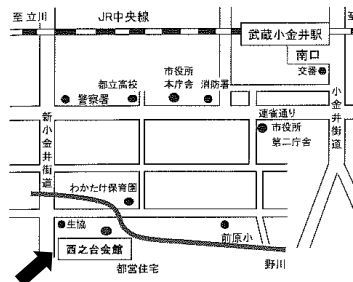 至 立川
JR中央線
至 新宿
武蔵小金井駅
南口
交番
市役所
本庁舎
都立高校
消防署
警察署
小金井街道
連雀通り
新小金井街道
市役所
第二庁舎
わかたけ保育園
生協
前原小
西之台会館
都営住宅
野川